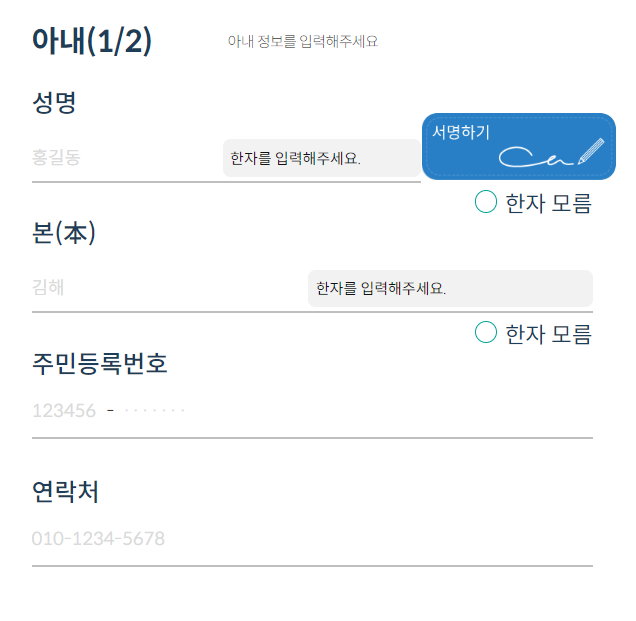 아내(1/2) 아내 정보를 입력해주세요
성명
서명하기
홍길동 한자를 입력해주세요.
한자 모름
본(本)
김해 한자를 입력해주세요.
한자 모름
주민등록번호
123456 - ·······
연락처
010-1234-5678